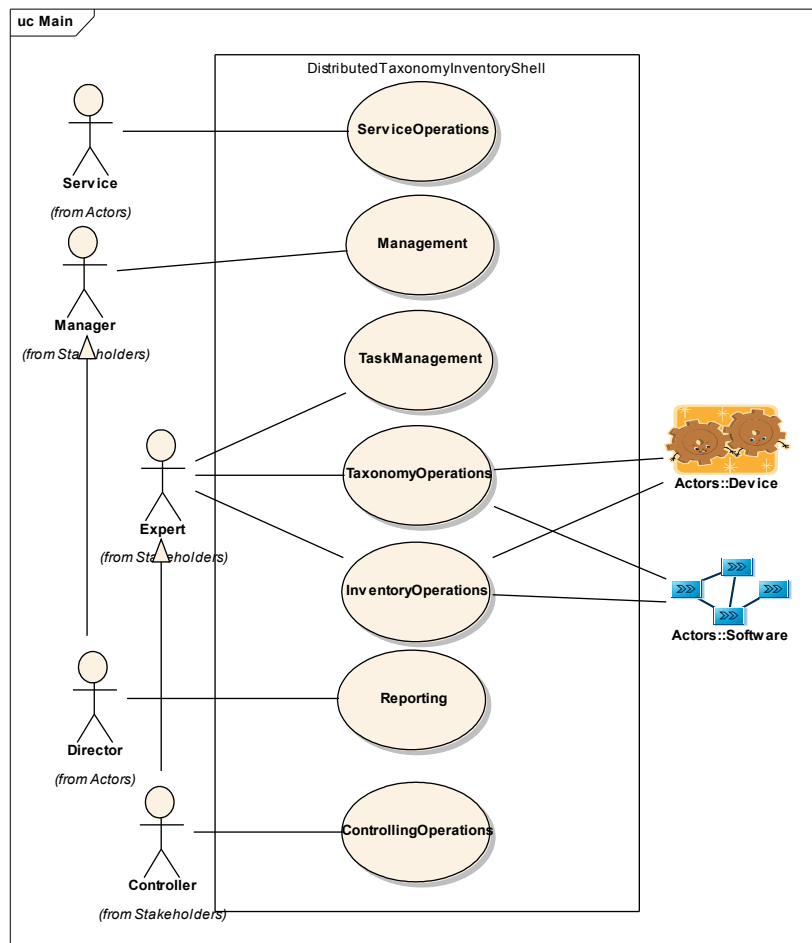 uc Main
DistributedTaxonomyInventoryShell
ServiceOperations
Service
(from Actors)
Management
Manager
(from Stakeholders)
TaskManagement
TaxonomyOperations
Actors::Device
Expert
(from Stakeholders)
InventoryOperations
Actors::Software
Reporting
Director
(from Actors)
ControllingOperations
Controller
(from Stakeholders)